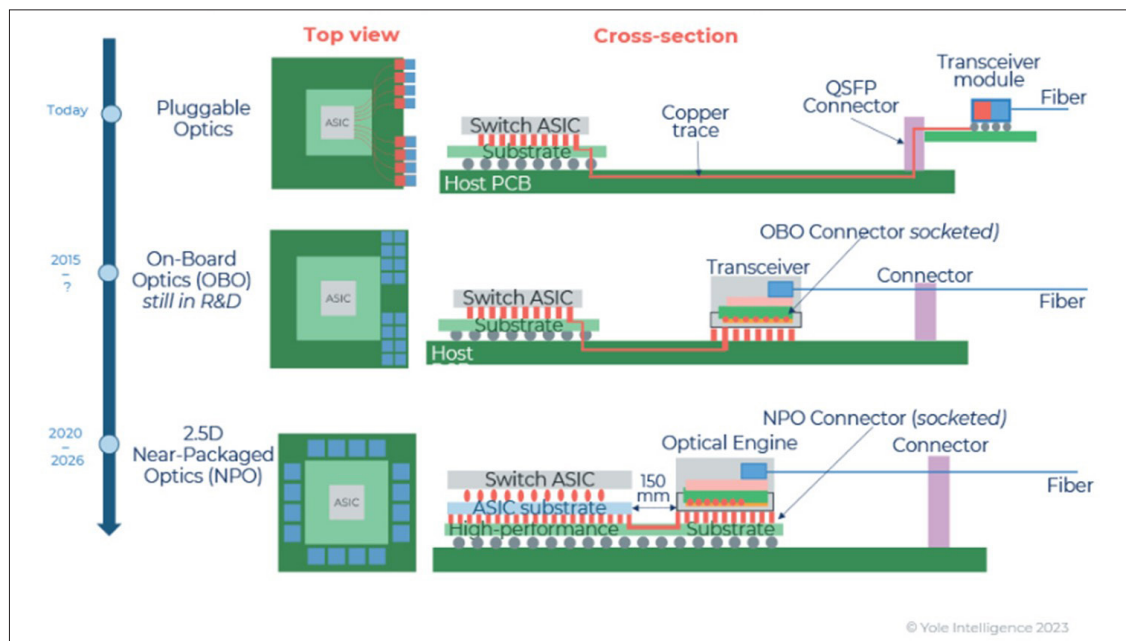 Top view
Cross-section
Today
Pluggable
Optics
ASIC
Switch ASIC
Substrate
Host PCB
Copper
trace
QSFP
Connector
Transceiver
module
Fiber
2015
–
?
On-Board
Optics (OBO)
still in R&D
ASIC
Switch ASIC
Substrate
Host
Transceiver
OBO Connector socketed)
Connector
Fiber
2020
–
2026
2.5D
Near-Packaged
Optics (NPO)
ASIC
Switch ASIC
ASIC substrate
High-performance
Substrate
150
mm
Optical Engine
NPO Connector (socketed)
Connector
Fiber
© Yole Intelligence 2023